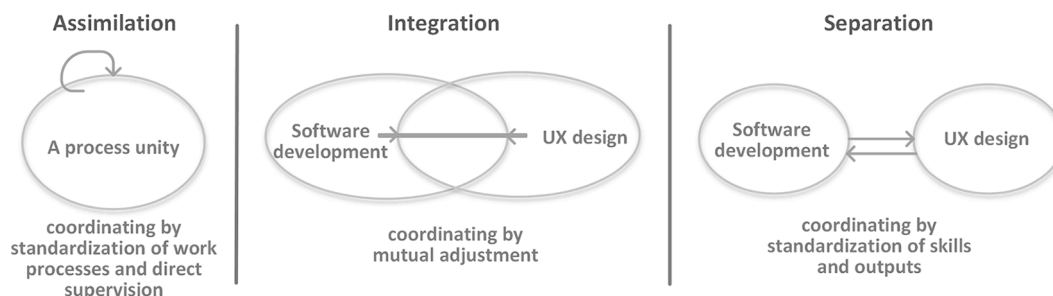 Assimilation
A process unity
coordinating by
standardization of work
processes and direct
supervision
Integration
Software
development
UX design
coordinating by
mutual adjustment
Separation
Software
development
UX design
coordinating by
standardization of skills
and outputs